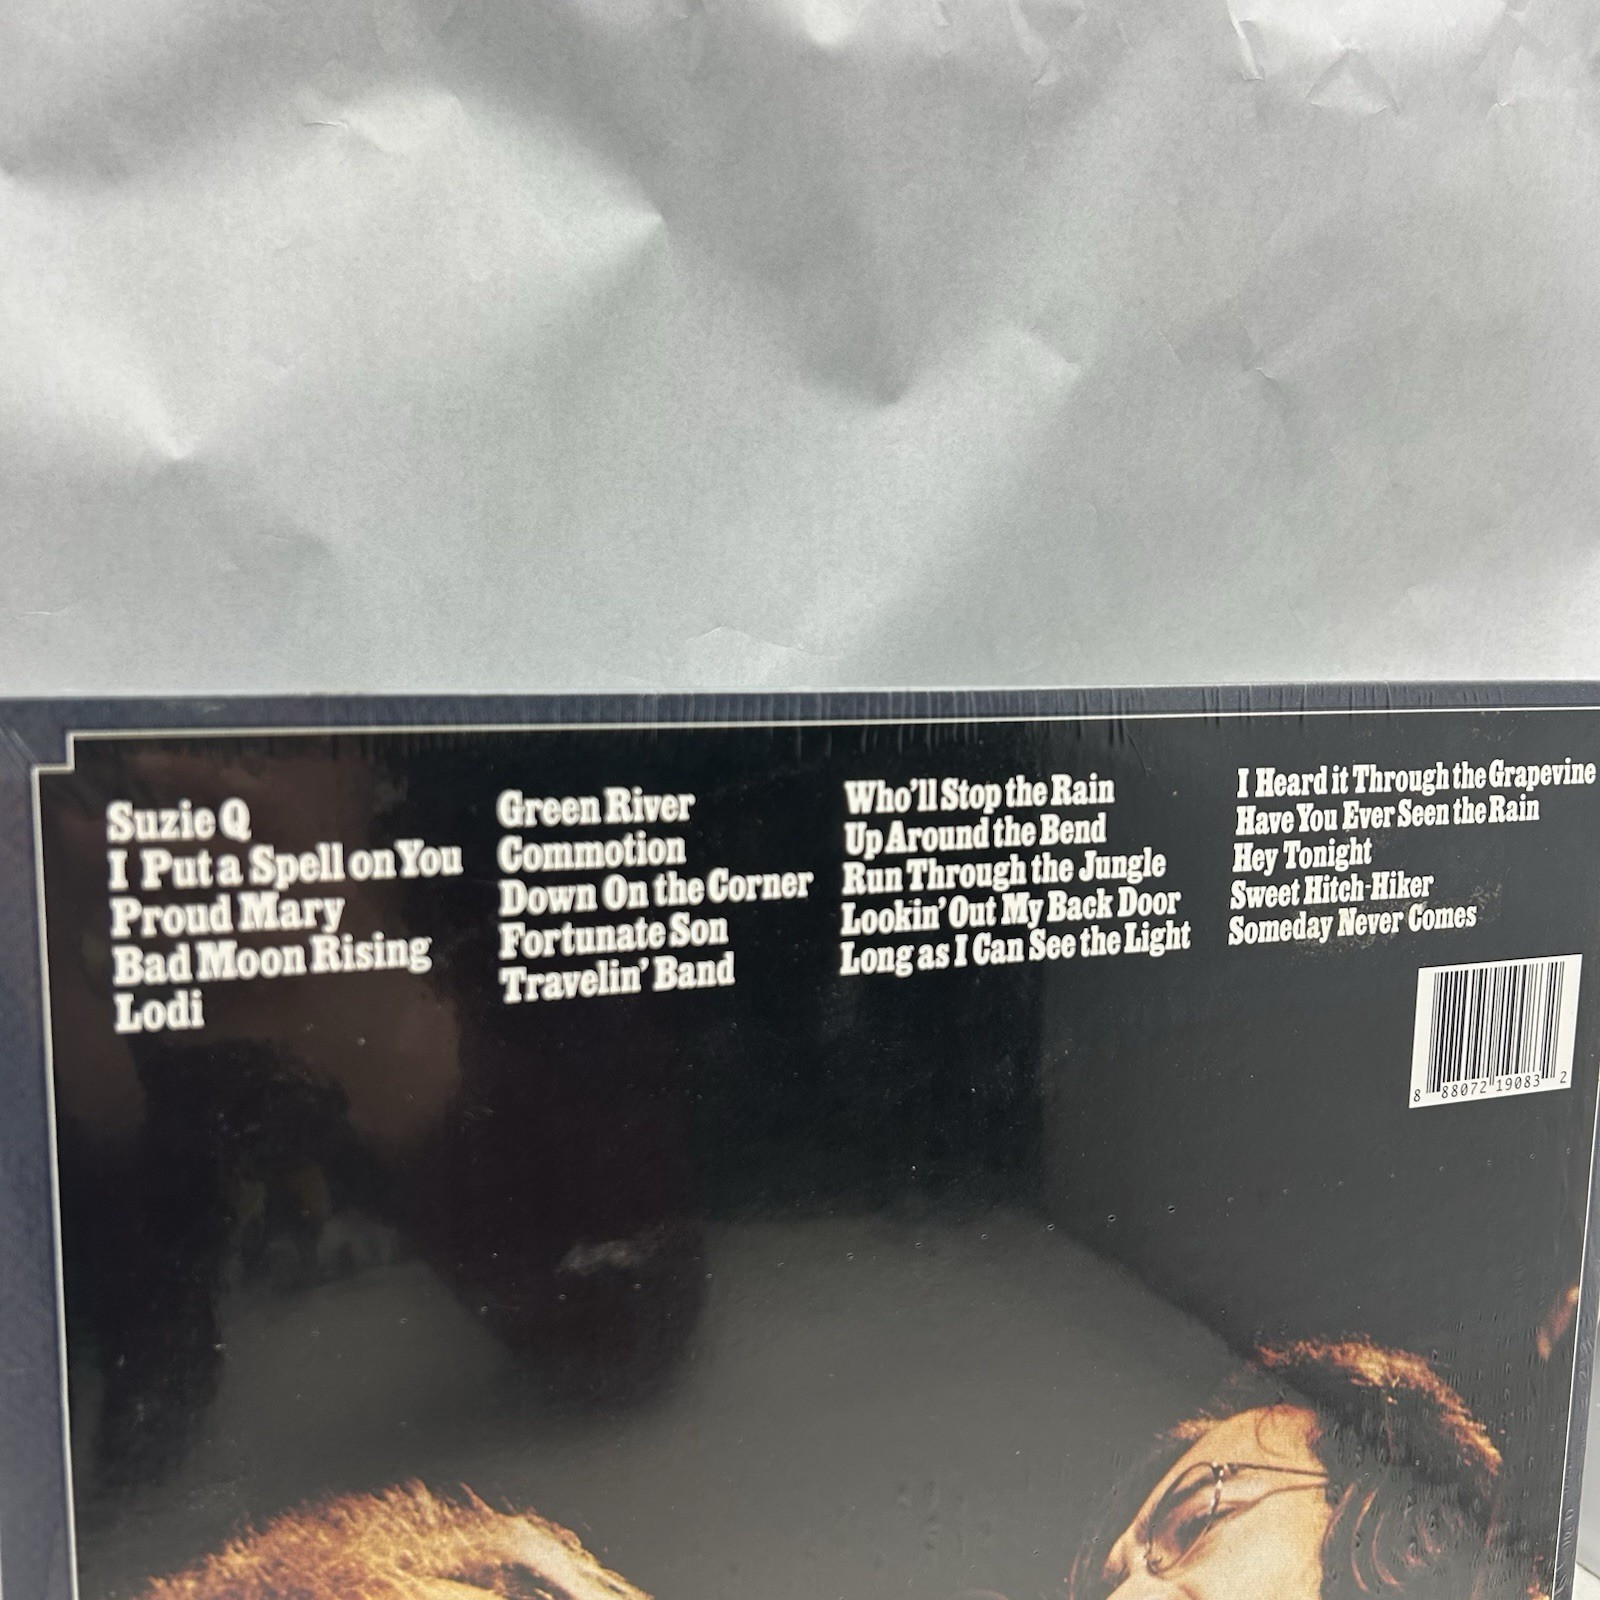 Suzie Q
I Put a Spell on You
Proud Mary
Bad Moon Rising
Lodi
Green River
Commotion
Down On the Corner
Fortunate Son
Travelin' Band
Who'll Stop the Rain
Up Around the Bend
Run Through the Jungle
Lookin' Out My Back Door
Long as I Can See the Light
I Heard it Through the Grapevine
Have You Ever Seen the Rain
Hey Tonight
Sweet Hitch-Hiker
Someday Never Comes
8 88072 19083 2